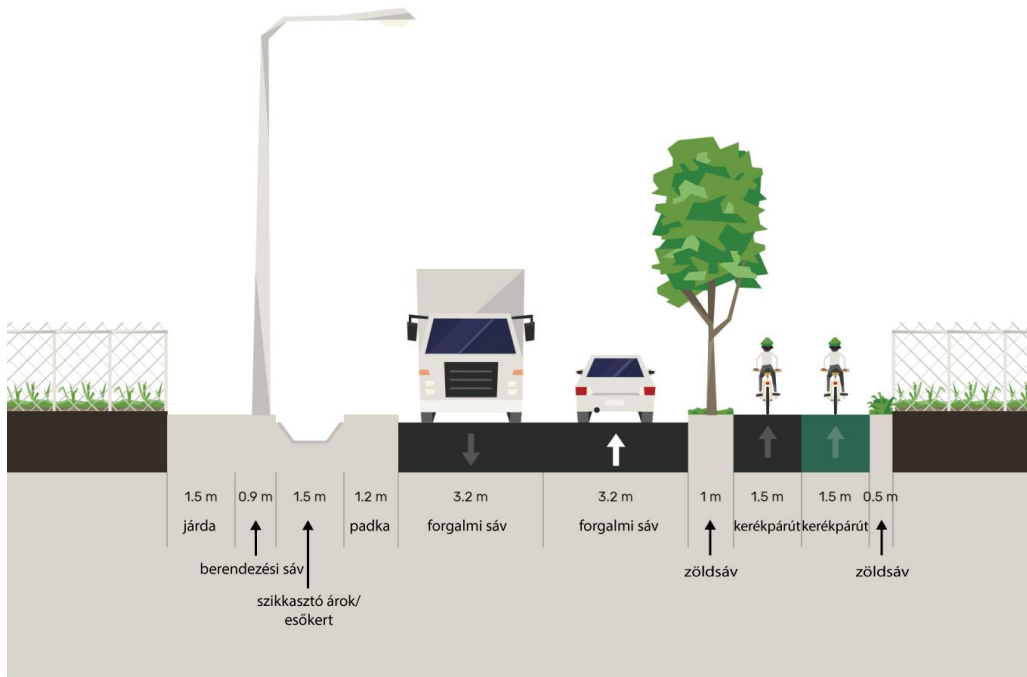 1.5 m 0.9 m 1.5 m 1.2 m 3.2 m 3.2 m 1 m 1.5 m 1.5 m 0.5 m
járda padka forgalmi sáv forgalmi sáv kerékpárút kerékpárút
berendezési sáv zöldsáv zöldsáv
szikkasztó árok/
esőkert